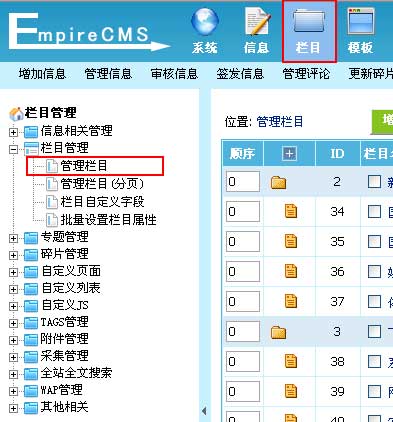 EmpireCMS
系统 信息 栏目 模板
增加信息 管理信息 审核信息 签发信息 管理评论 更新碎片
栏目管理
信息相关管理
栏目管理
管理栏目
管理栏目(分页)
栏目自定义字段
批量设置栏目属性
专题管理
碎片管理
自定义页面
自定义列表
自定义JS
TAGS管理
附件管理
采集管理
全站全文搜索
WAP管理
其他相关
位置: 管理栏目
顺序 ID 栏目名
0 2
0 34
0 35
0 36
0 37
0 3
0 38
0 39
0 40